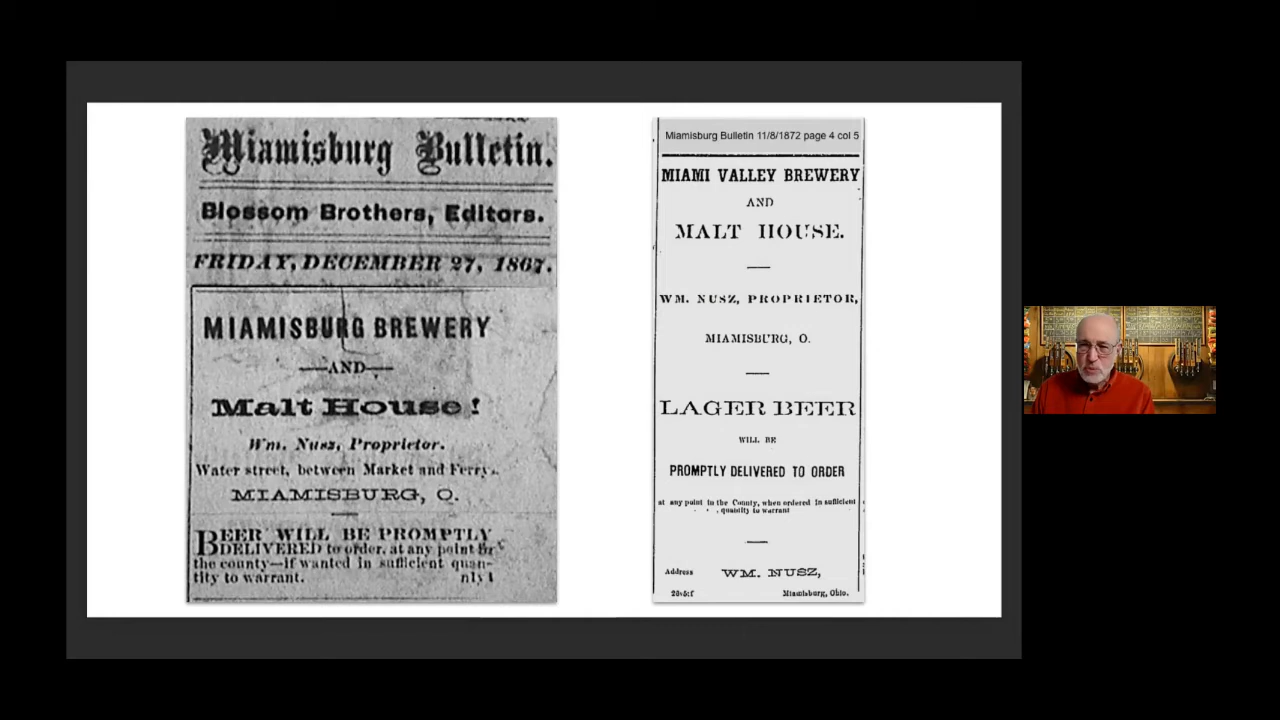 Miamisburg Bulletin.
Blossom Brothers, Editors.
FRIDAY, DECEMBER 27, 1867.
MIAMISBURG BREWERY
—AND—
Malt House!
Wm. Nusz, Proprietor.
Water street, between Market and Ferry.
MIAMISBURG, O.
BEER WILL BE PROMPTLY
DELIVERED to order, at any point
the county—if wanted in sufficient quan-
tity to warrant.
Miamisburg Bulletin 11/8/1872 page 4 col 5
MIAMI VALLEY BREWERY
AND
MALT HOUSE.
WM. NUSZ, PROPRIETOR,
MIAMISBURG, O.
LAGER BEER
WILL BE
PROMPTLY DELIVERED TO ORDER
at any point in the County, when ordered in sufficient
quantity to warrant
Address WM. NUSZ,
Miamisburg, Ohio.